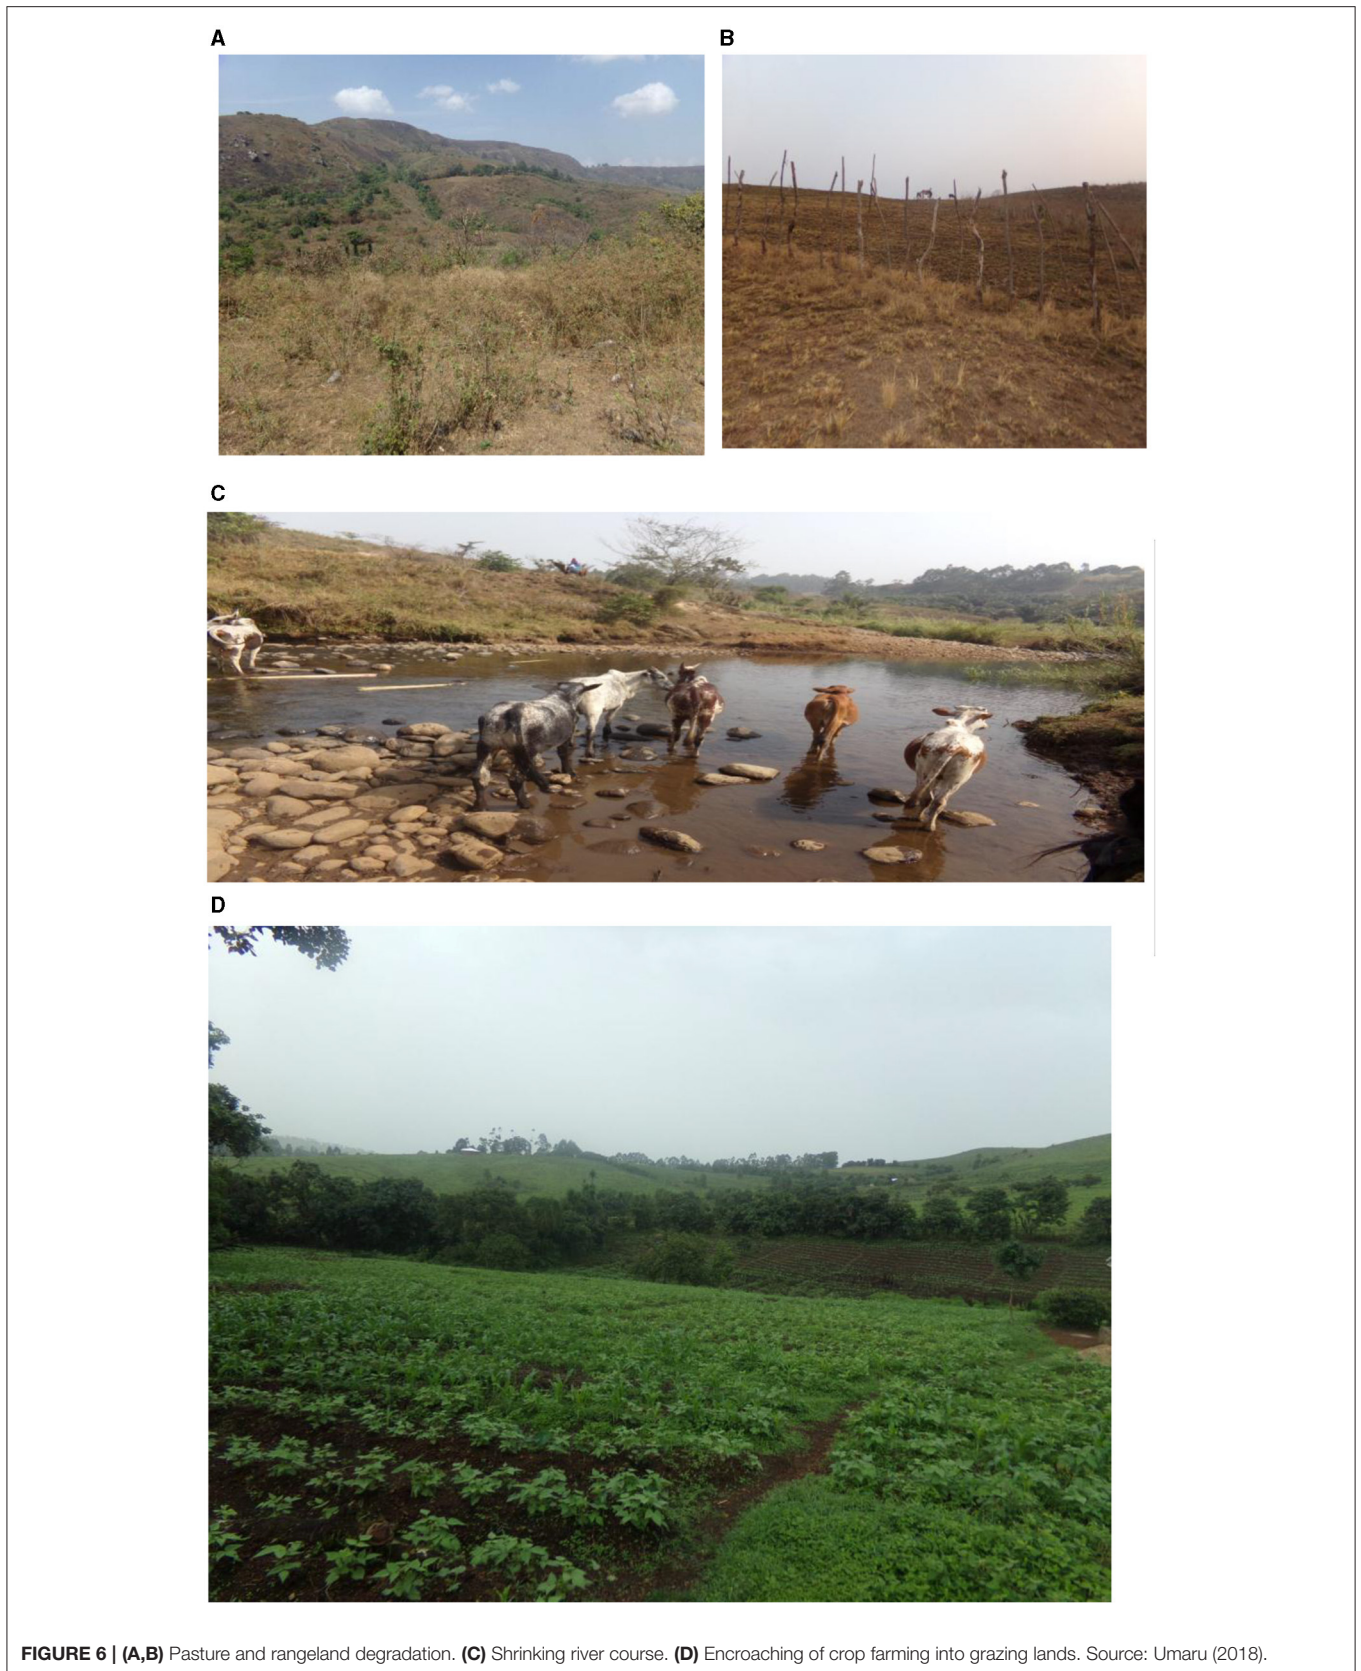 A
B
C
D
FIGURE 6 | (A,B) Pasture and rangeland degradation. (C) Shrinking river course. (D) Encroaching of crop farming into grazing lands. Source: Umaru (2018).